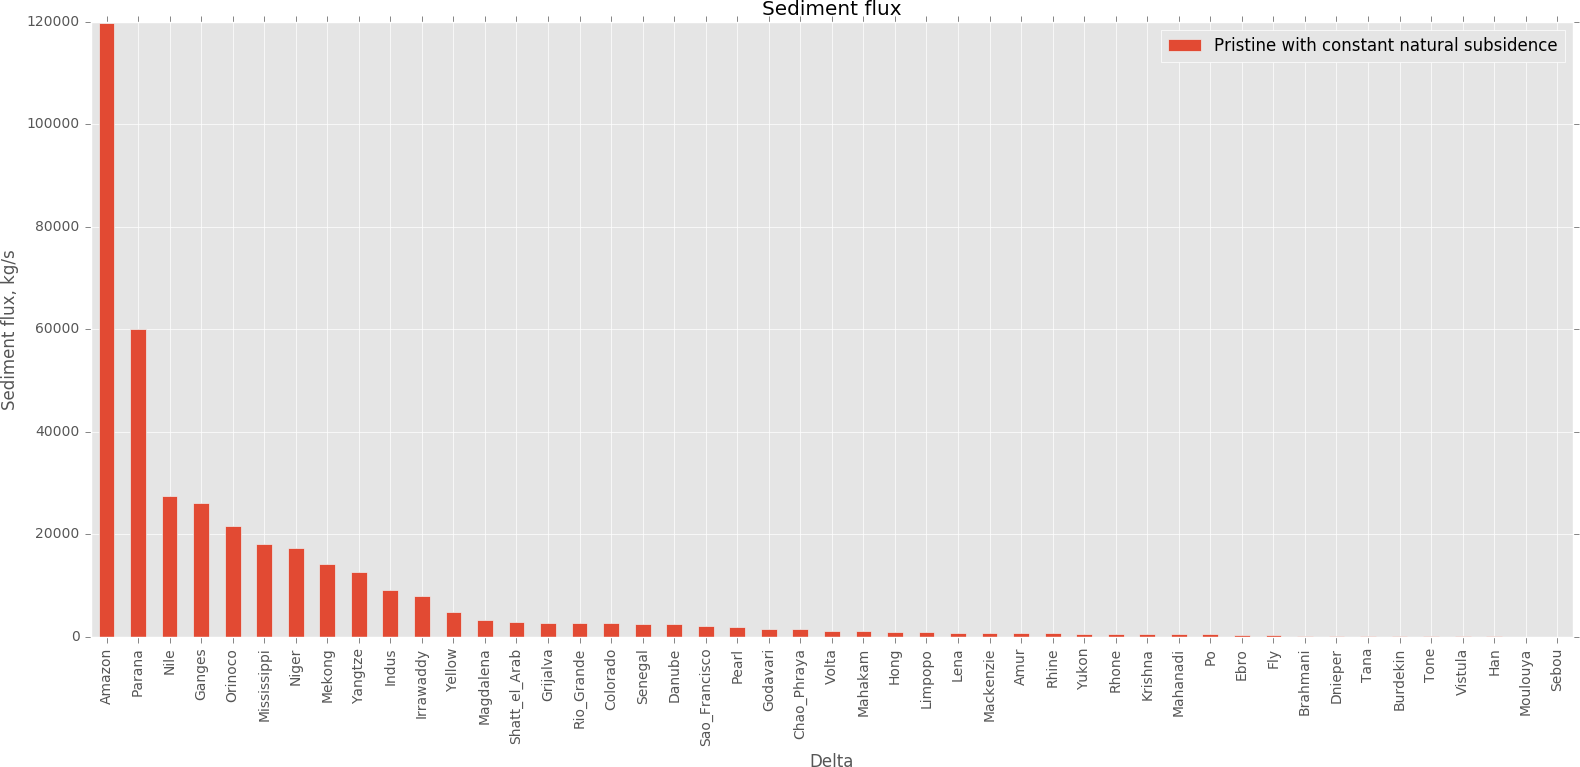 Sediment flux
Pristine with constant natural subsidence
Sediment flux, kg/s
120000
100000
80000
60000
40000
20000
0
Amazon
Parana
Nile
Ganges
Orinoco
Mississippi
Niger
Mekong
Yangtze
Indus
Irrawaddy
Yellow
Magdalena
Shatt_el_Arab
Grijalva
Rio_Grande
Colorado
Senegal
Danube
Sao_Francisco
Pearl
Godavari
Chao_Phraya
Volta
Mahakam
Hong
Limpopo
Lena
Mackenzie
Amur
Rhine
Yukon
Rhone
Krishna
Mahanadi
Po
Ebro
Fly
Brahmani
Dnieper
Tana
Burdekin
Tone
Vistula
Han
Moulouya
Sebou
Delta